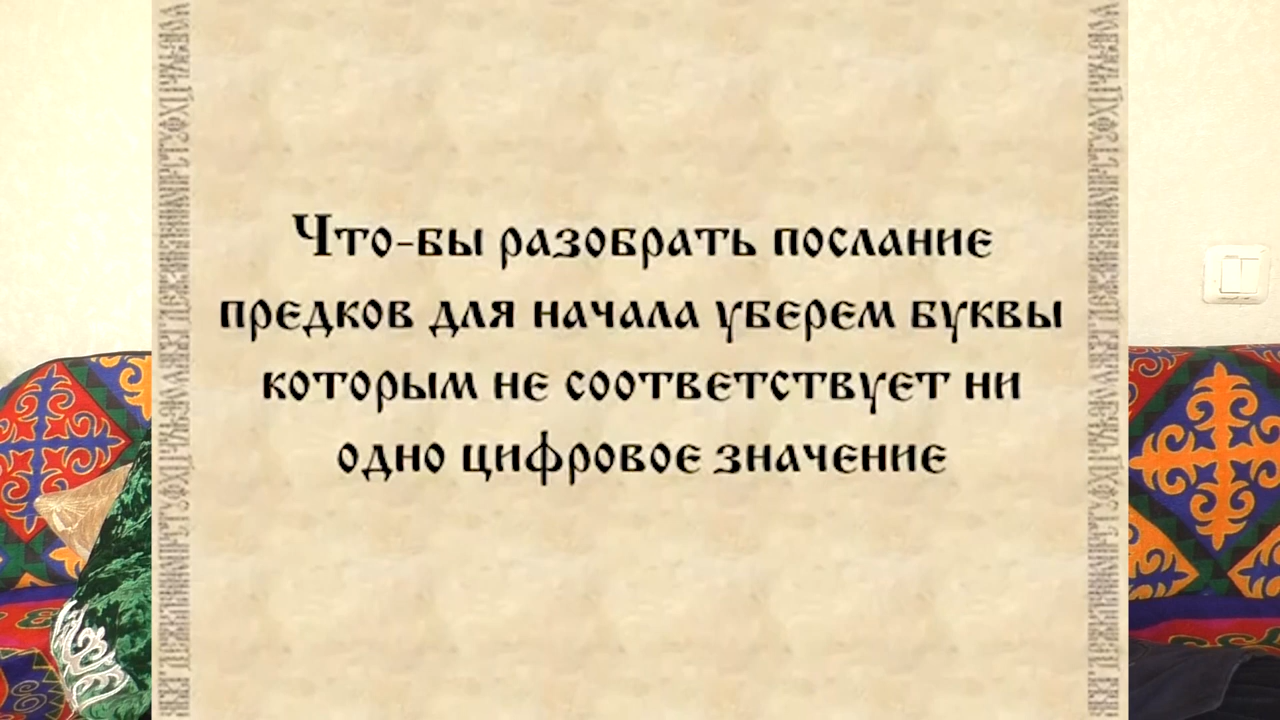 Что-бы разобрать послание
предков для начала уберем буквы
которым не соответствует ни
одно цифровое значение